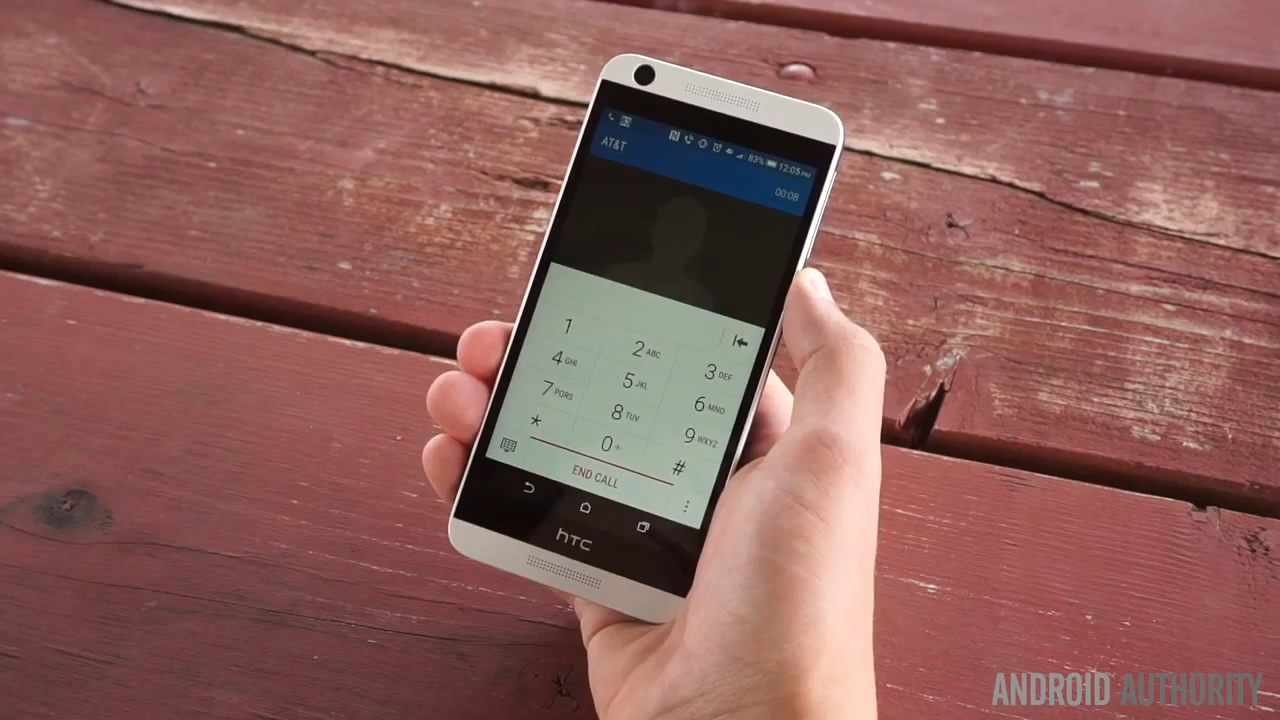 83% 12:05 PM
AT&T
00:08
1 2 ABC 3 DEF
4 GHI 5 JKL 6 MNO
7 PQRS 8 TUV 9 WXYZ
* 0 + #
END CALL
hTC
ANDROID AUTHORITY